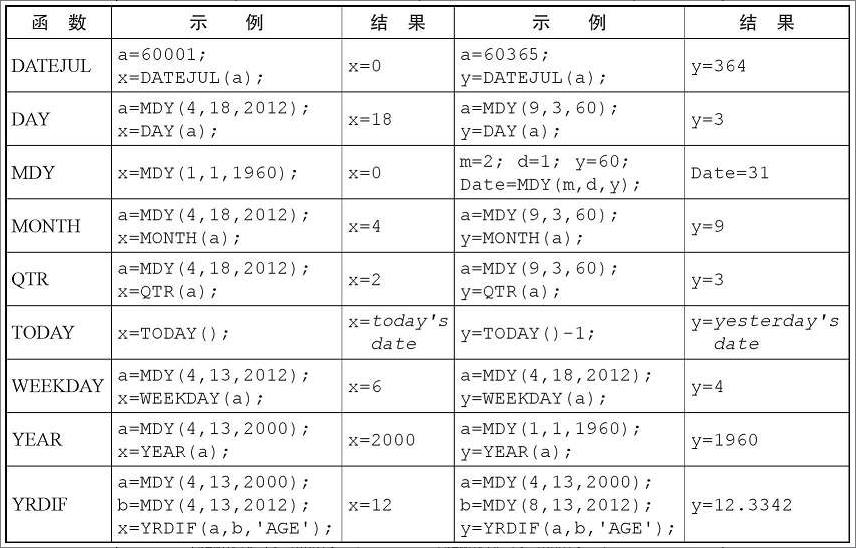 函 数 示 例 结 果 示 例 结 果
DATEJUL a=60001; x=DATEJUL(a); x=0 a=60365; y=DATEJUL(a); y=364
DAY a=MDY(4,18,2012); x=DAY(a); x=18 a=MDY(9,3,60); y=DAY(a); y=3
MDY x=MDY(1,1,1960); x=0 m=2; d=1; y=60; Date=MDY(m,d,y); Date=31
MONTH a=MDY(4,18,2012); x=MONTH(a); x=4 a=MDY(9,3,60); y=MONTH(a); y=9
QTR a=MDY(4,18,2012); x=QTR(a); x=2 a=MDY(9,3,60); y=QTR(a); y=3
TODAY x=TODAY(); x=today's date y=TODAY()-1; y=yesterday's date
WEEKDAY a=MDY(4,13,2012); x=WEEKDAY(a); x=6 a=MDY(4,18,2012); y=WEEKDAY(a); y=4
YEAR a=MDY(4,13,2000); x=YEAR(a); x=2000 a=MDY(1,1,1960); y=YEAR(a); y=1960
YRDIF a=MDY(4,13,2000); b=MDY(4,13,2012); x=YRDIF(a,b,'AGE'); x=12 a=MDY(4,13,2000); b=MDY(8,13,2012); y=YRDIF(a,b,'AGE'); y=12.3342